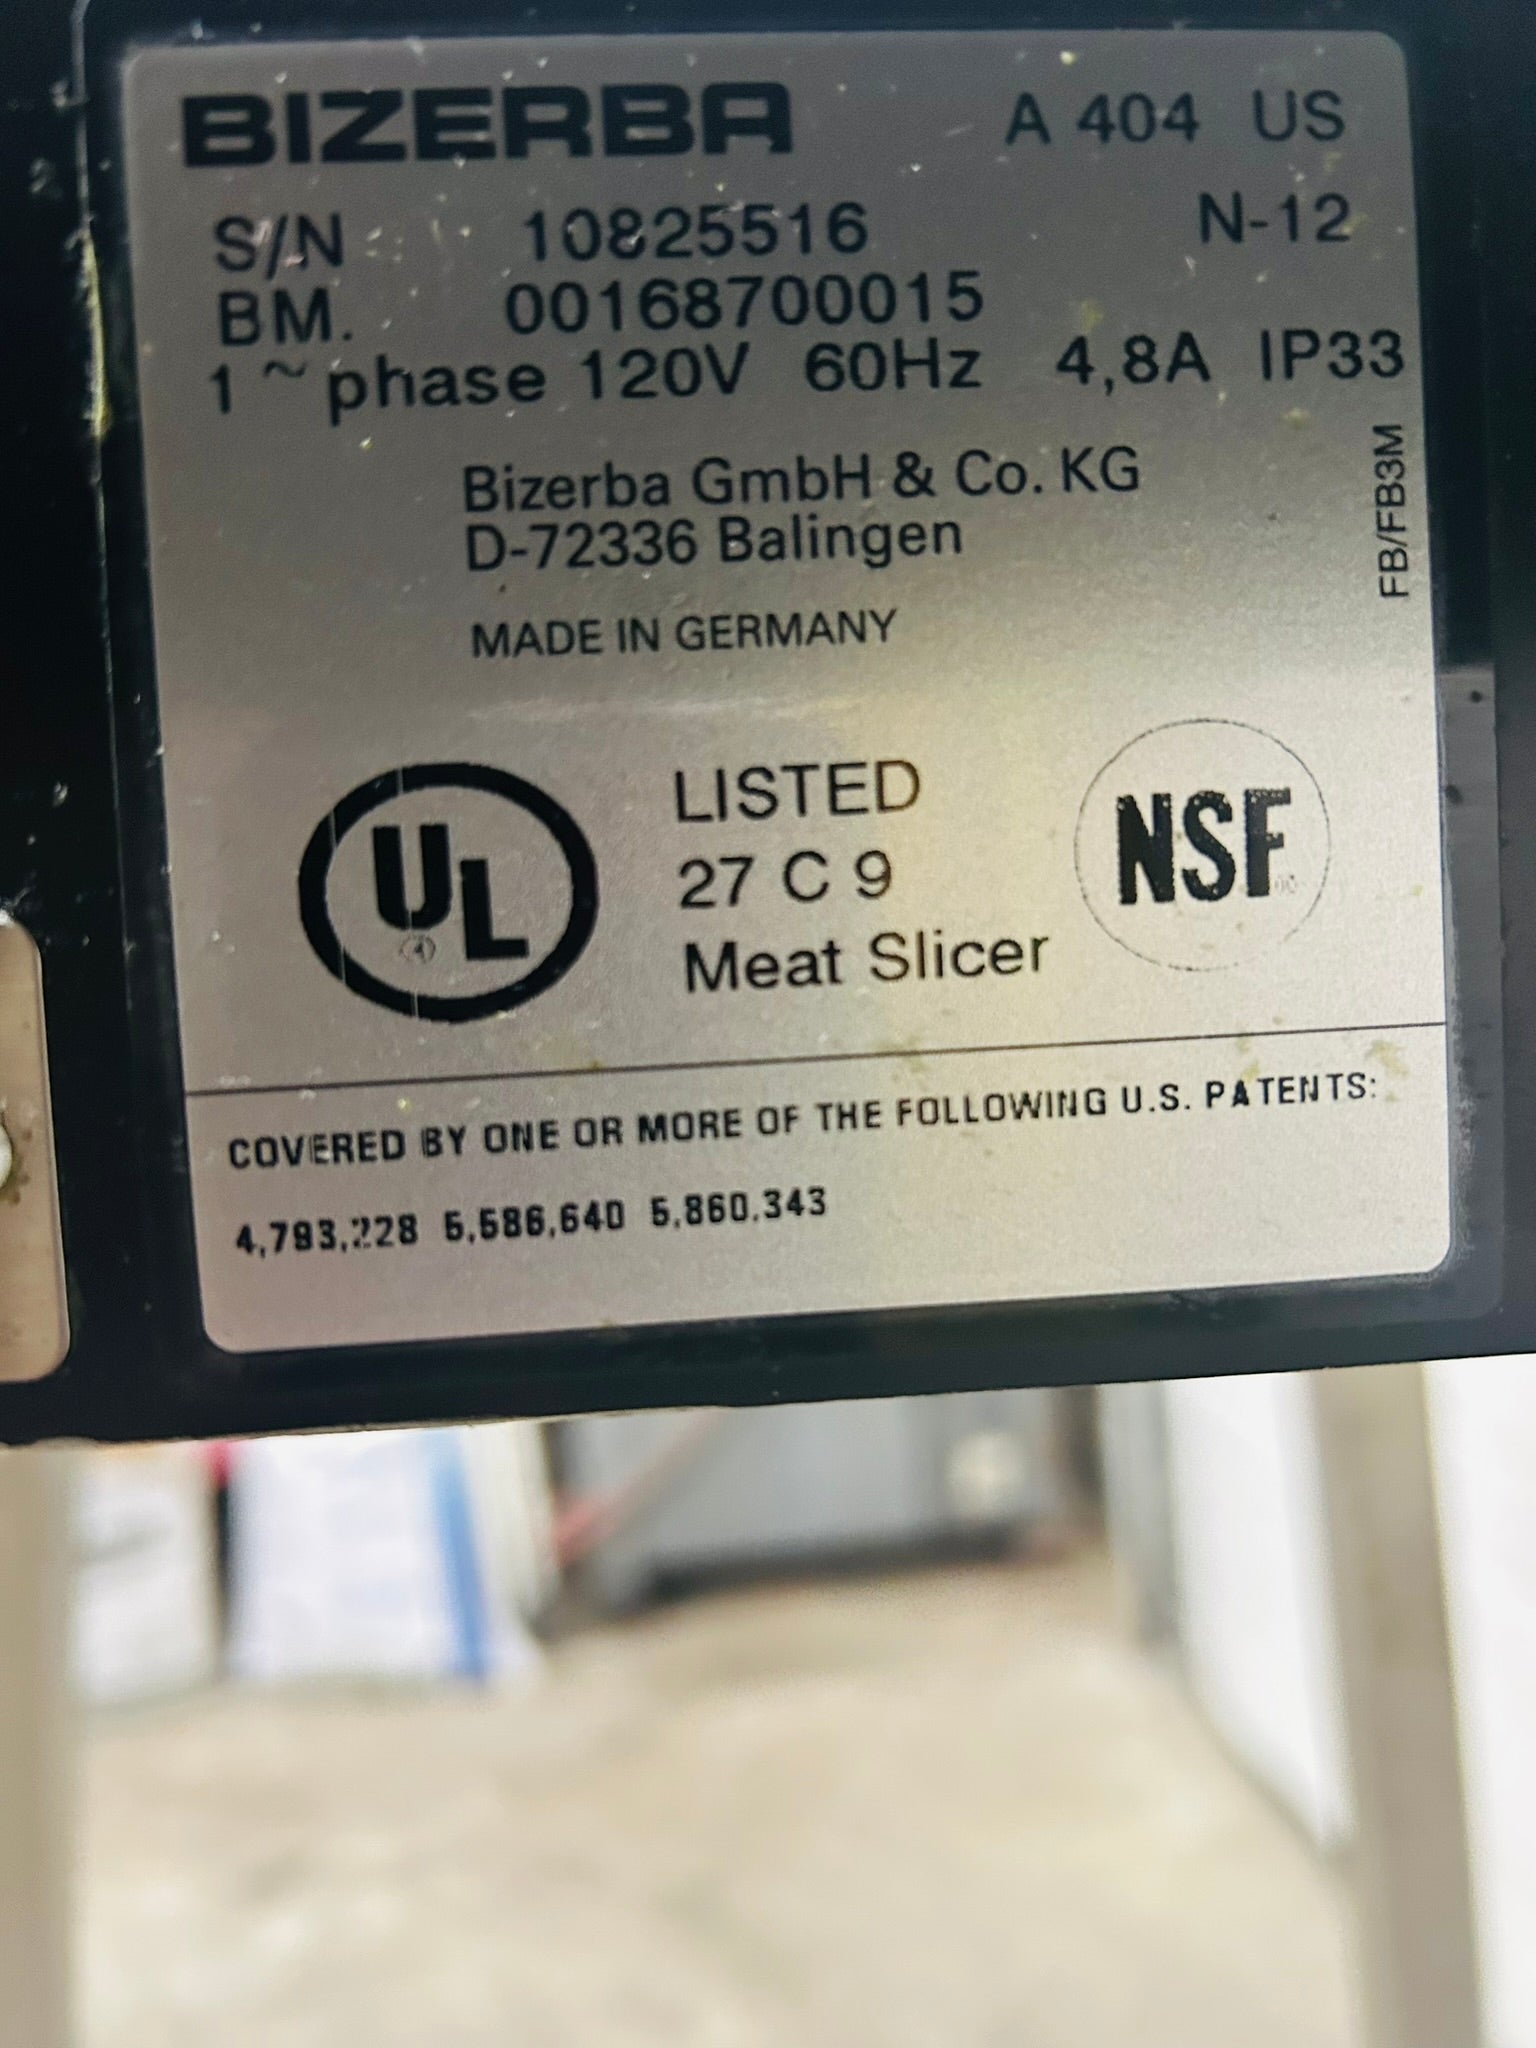 BIZERBA A 404 US
S/N 10825516 N-12
BM. 00168700015
1 ~ phase 120V 60Hz 4,8A IP33
FB/FB3M
Bizerba GmbH & Co. KG
D-72336 Balingen
MADE IN GERMANY
UL LISTED NSF
27 C 9
Meat Slicer
COVERED BY ONE OR MORE OF THE FOLLOWING U.S. PATENTS:
4,793,228 5,586,640 5,860.343